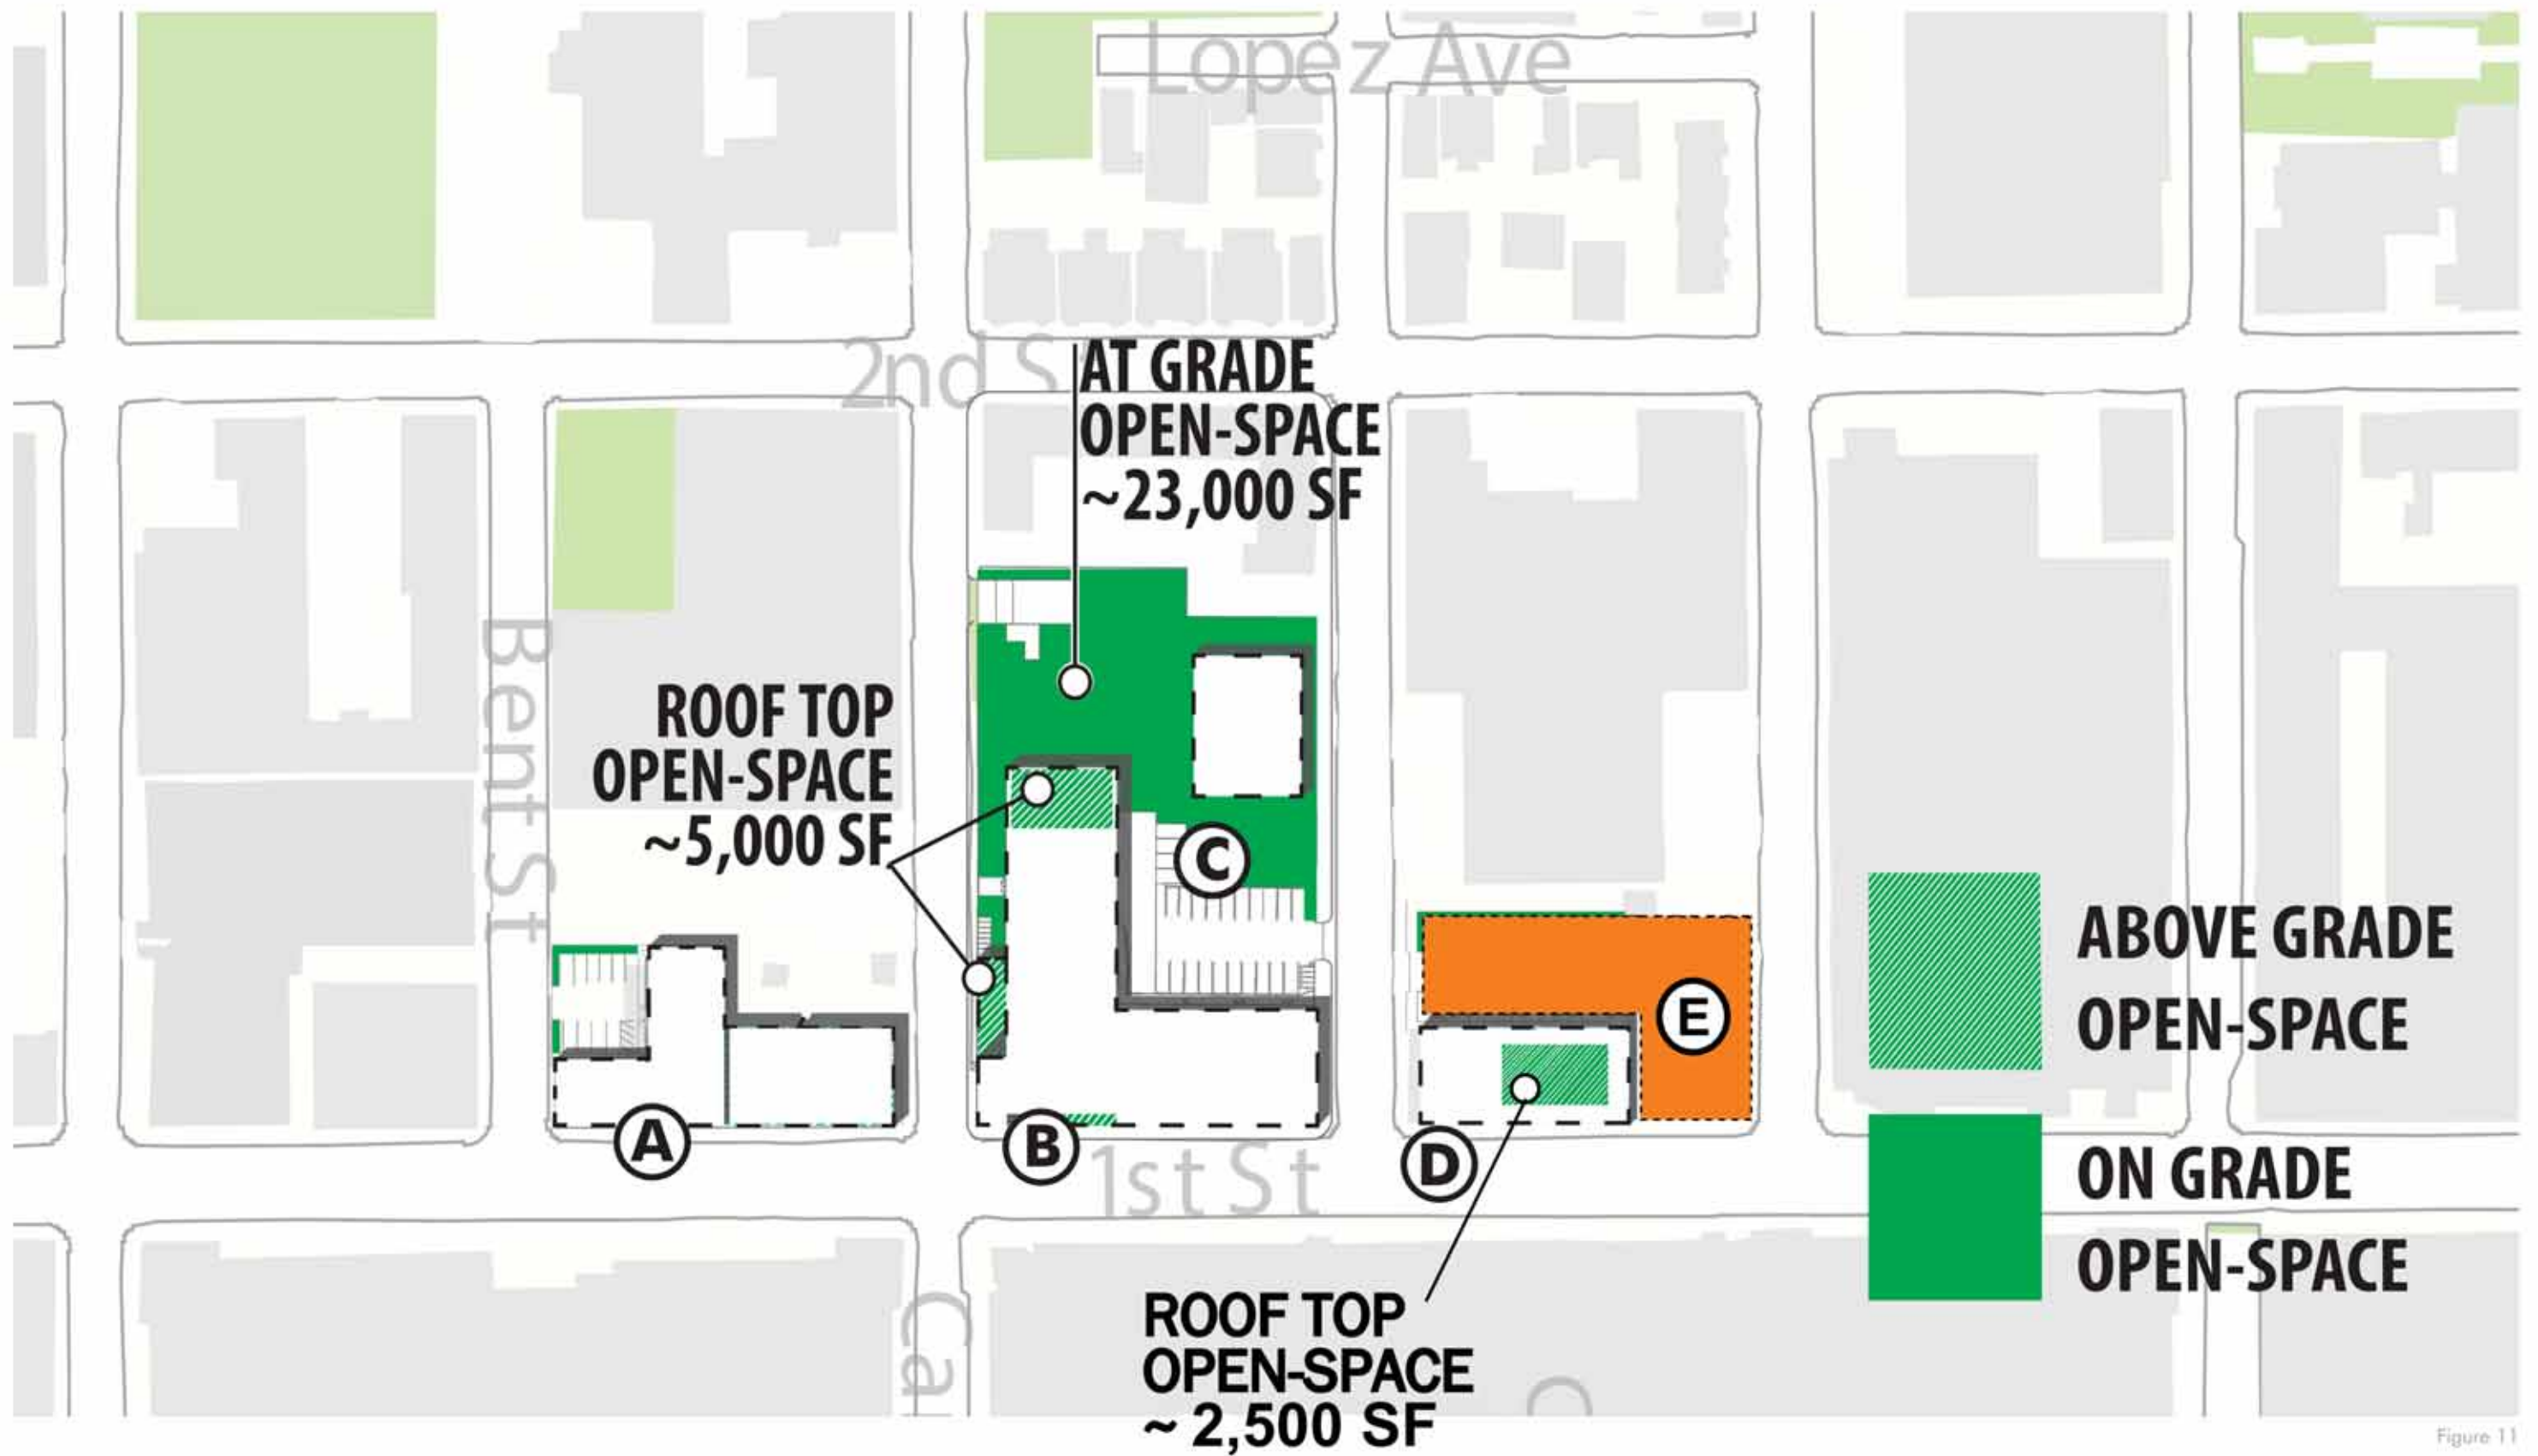 Lopez Ave
2nd S
AT GRADE
OPEN-SPACE
~23,000 SF
Bent St
ROOF TOP
OPEN-SPACE
~5,000 SF
C
E
ABOVE GRADE
OPEN-SPACE
A
B
D
1st St
ON GRADE
OPEN-SPACE
Ca
ROOF TOP
OPEN-SPACE
~ 2,500 SF
Figure 11